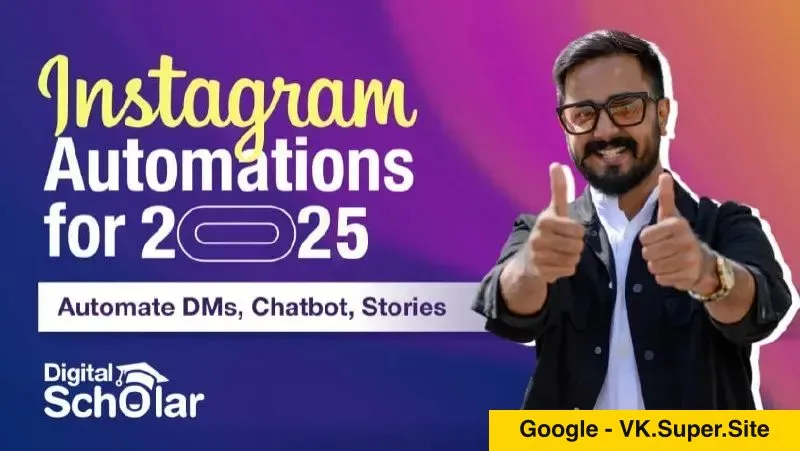 Instagram
Automations
for 2025
Automate DMs, Chatbot, Stories
Digital
Scholar
Google - VK.Super.Site